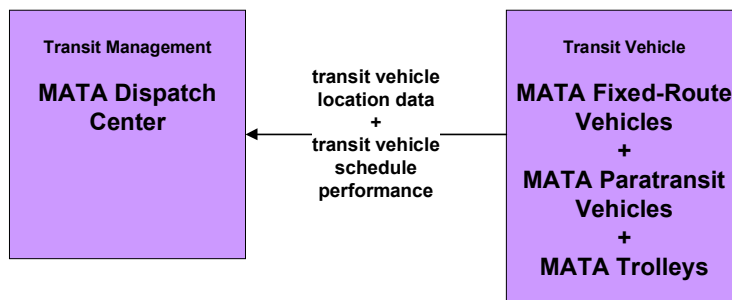 Transit Management
MATA Dispatch
Center
transit vehicle
location data
+
transit vehicle
schedule
performance
Transit Vehicle
MATA Fixed-Route
Vehicles
+
MATA Paratransit
Vehicles
+
MATA Trolleys